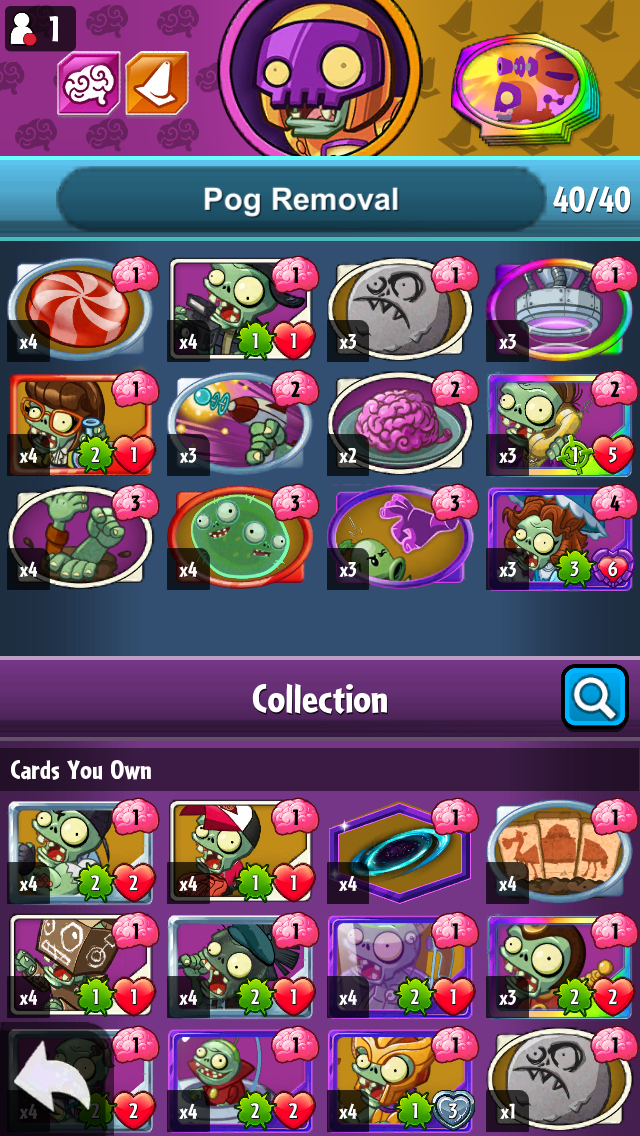 1
Pog Removal
40/40
1 1 1 1
x4 x4 1 1 x3 x3
1 2 2 2
x4 2 1 x3 x2 x3 1 5
3 3 3 4
x4 x4 x3 x3 3 6
Collection
Cards You Own
1 1 1 1
x4 2 2 x4 1 1 x4 x4
1 1 1 1
x4 1 1 x4 2 1 x4 2 1 x3 2 2
1 1 1 1
x4 2 2 x4 2 2 x4 1 3 x1